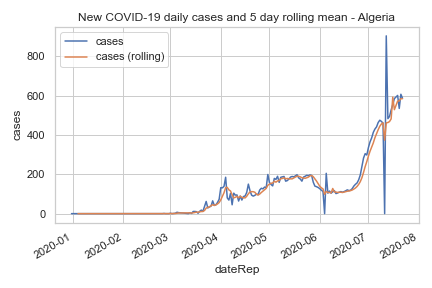 New COVID-19 daily cases and 5 day rolling mean - Algeria
cases
cases (rolling)
800
600
400
200
0
cases
2020-01
2020-02
2020-03
2020-04
2020-05
2020-06
2020-07
2020-08
dateRep